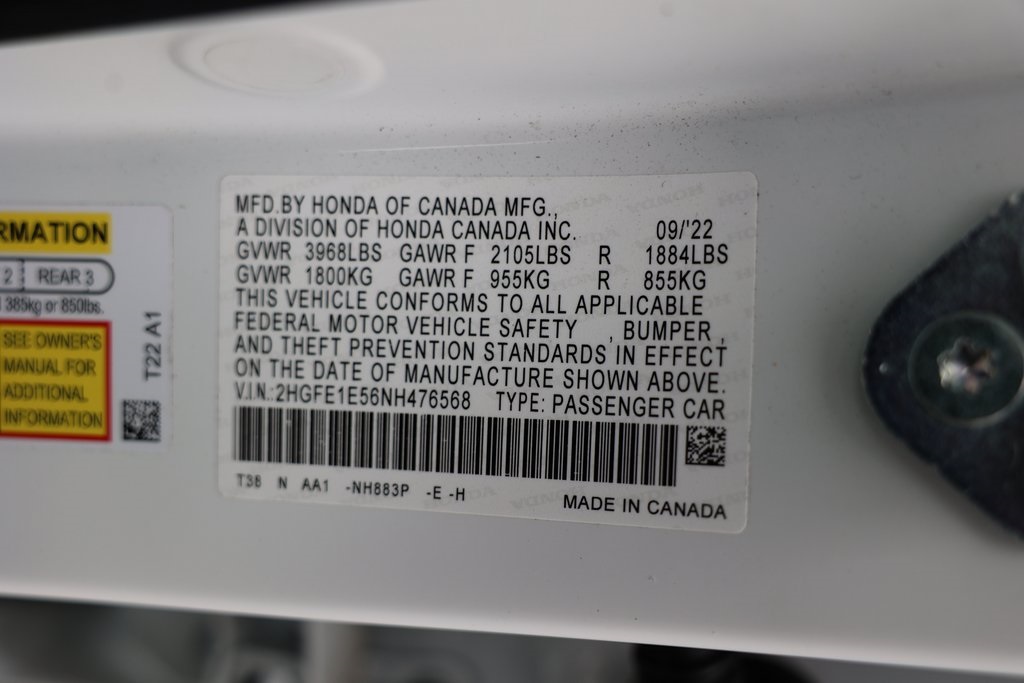 RMATION
2 REAR 3
385kg or 850lbs.
SEE OWNER'S
MANUAL FOR
ADDITIONAL
INFORMATION
T22 A1
MFD.BY HONDA OF CANADA MFG.,
A DIVISION OF HONDA CANADA INC. 09/'22
GVWR 3968LBS GAWR F 2105LBS R 1884LBS
GVWR 1800KG GAWR F 955KG R 855KG
THIS VEHICLE CONFORMS TO ALL APPLICABLE
FEDERAL MOTOR VEHICLE SAFETY , BUMPER ,
AND THEFT PREVENTION STANDARDS IN EFFECT
ON THE DATE OF MANUFACTURE SHOWN ABOVE.
V.I.N.:2HGFE1E56NH476568 TYPE: PASSENGER CAR
T38 N AA1 -NH883P -E -H
MADE IN CANADA